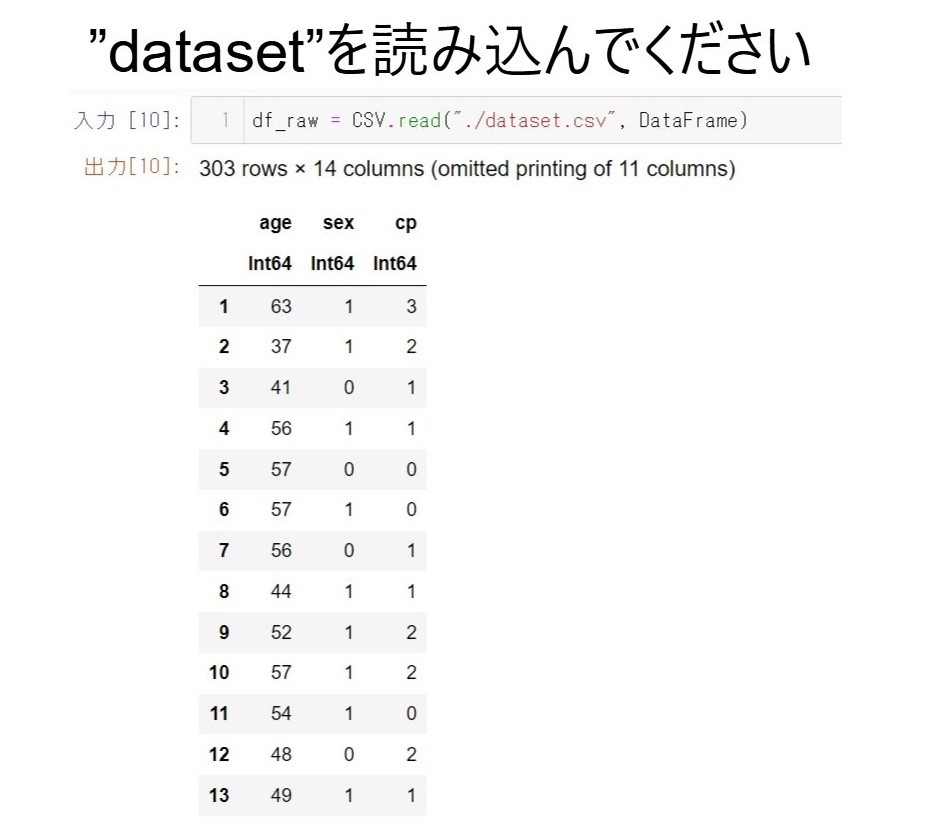 ”dataset”を読み込んでください
入力 [10]: 1 df_raw = CSV.read("./dataset.csv", DataFrame)
出力[10]: 303 rows × 14 columns (omitted printing of 11 columns)
age sex cp
Int64 Int64 Int64
1 63 1 3
2 37 1 2
3 41 0 1
4 56 1 1
5 57 0 0
6 57 1 0
7 56 0 1
8 44 1 1
9 52 1 2
10 57 1 2
11 54 1 0
12 48 0 2
13 49 1 1